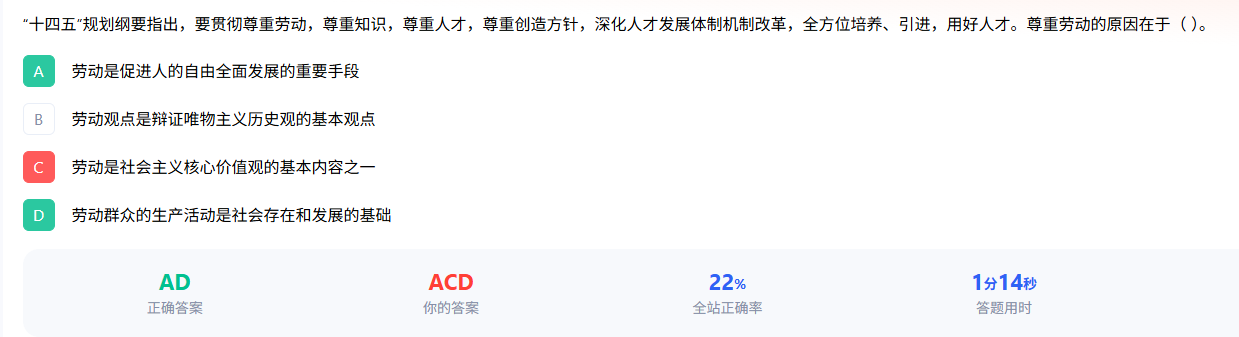 “十四五”规划纲要指出，要贯彻尊重劳动，尊重知识，尊重人才，尊重创造方针，深化人才发展体制机制改革，全方位培养、引进，用好人才。尊重劳动的原因在于（ ）。
A 劳动是促进人的自由全面发展的重要手段
B 劳动观点是辩证唯物主义历史观的基本观点
C 劳动是社会主义核心价值观的基本内容之一
D 劳动群众的生产活动是社会存在和发展的基础
AD ACD 22% 1分14秒
正确答案 你的答案 全站正确率 答题用时